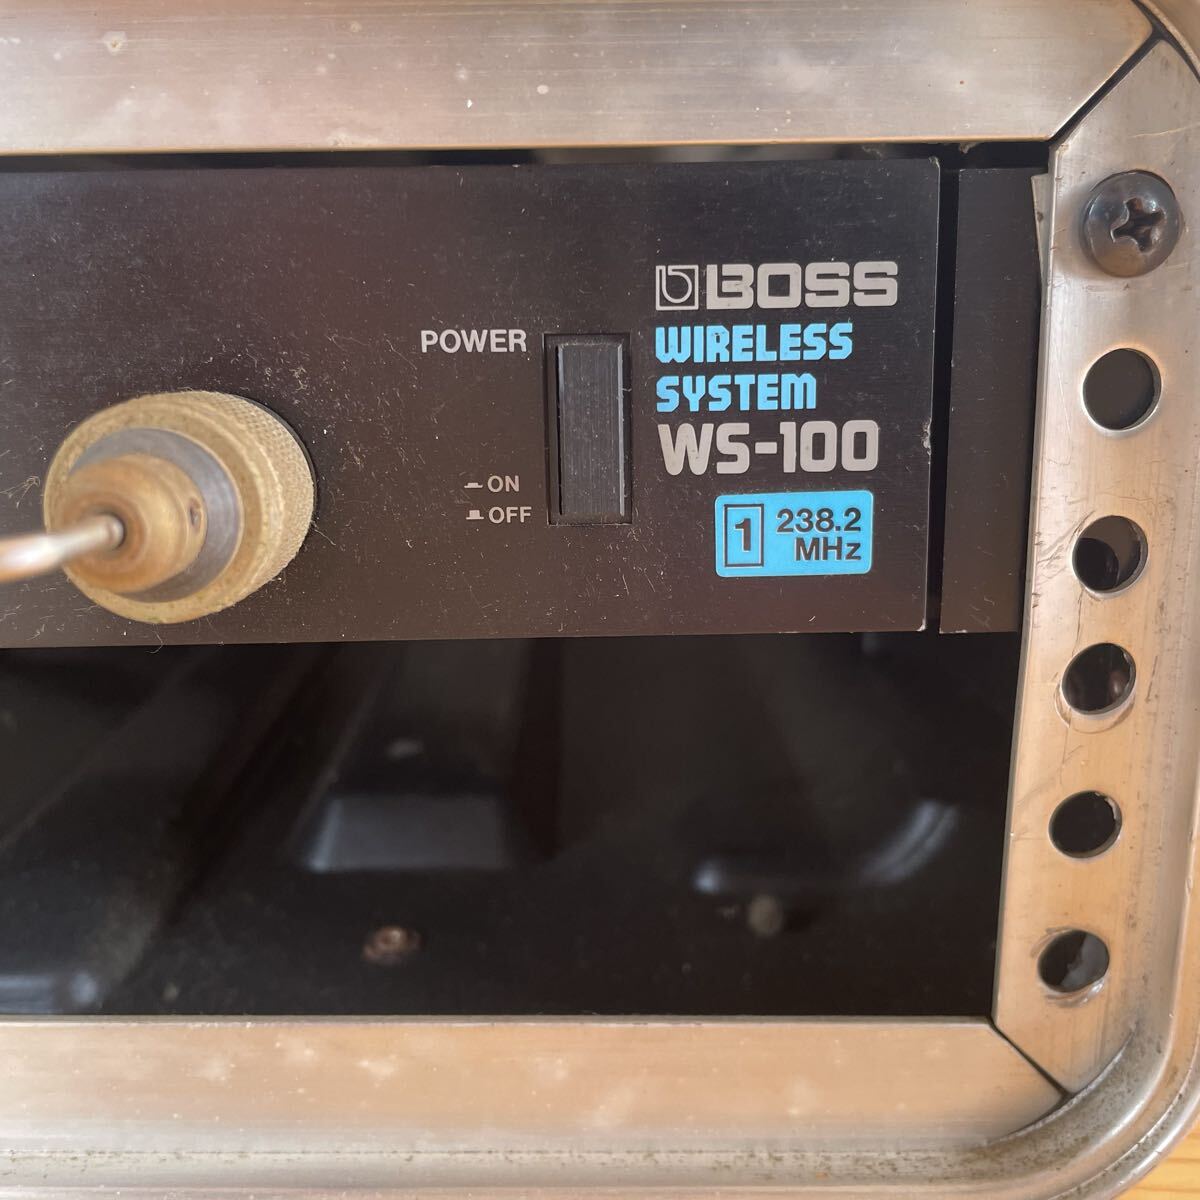 BOSS
POWER
WIRELESS
SYSTEM
WS-100
ON
OFF
1 238.2
MHz